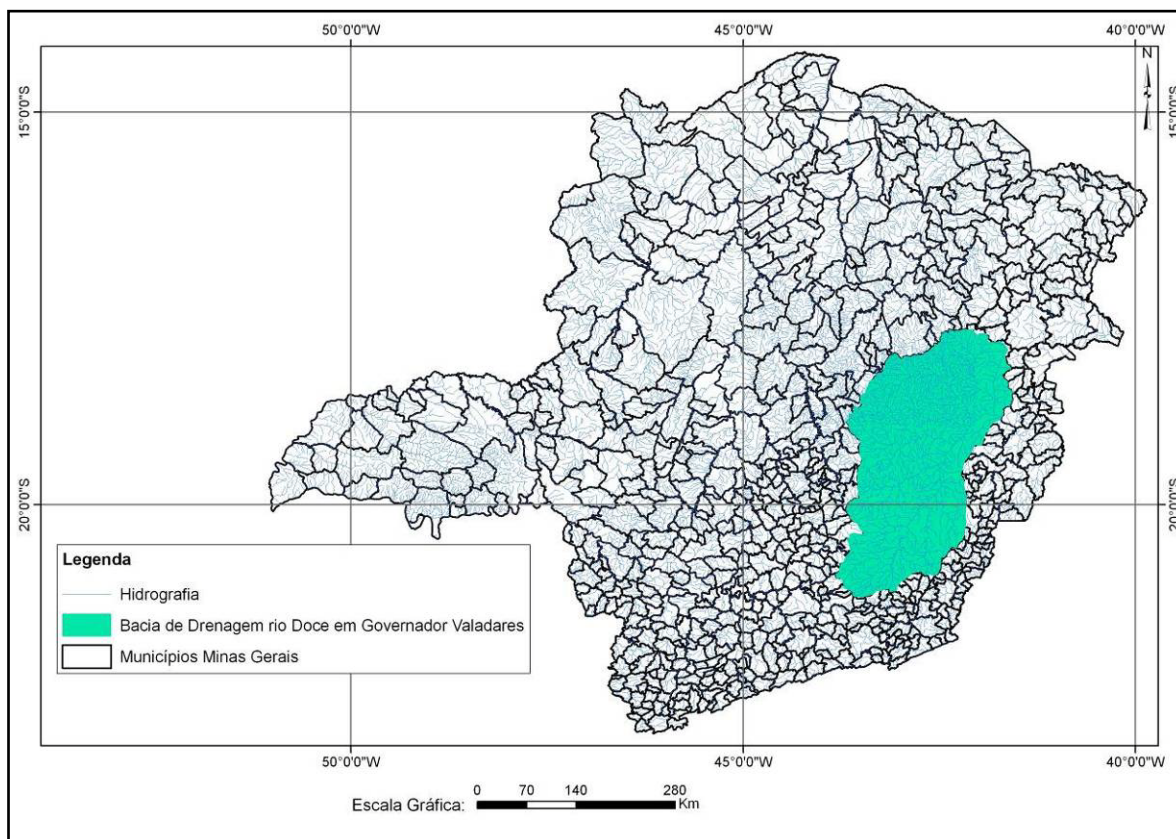 50°0'0"W 45°0'0"W 40°0'0"W
N
15°0'0"S 15°0'0"S
20°0'0"S 20°0'0"S
Legenda
Hidrografia
Bacia de Drenagem rio Doce em Governador Valadares
Municípios Minas Gerais
50°0'0"W 45°0'0"W 40°0'0"W
0 70 140 280
Escala Gráfica: Km